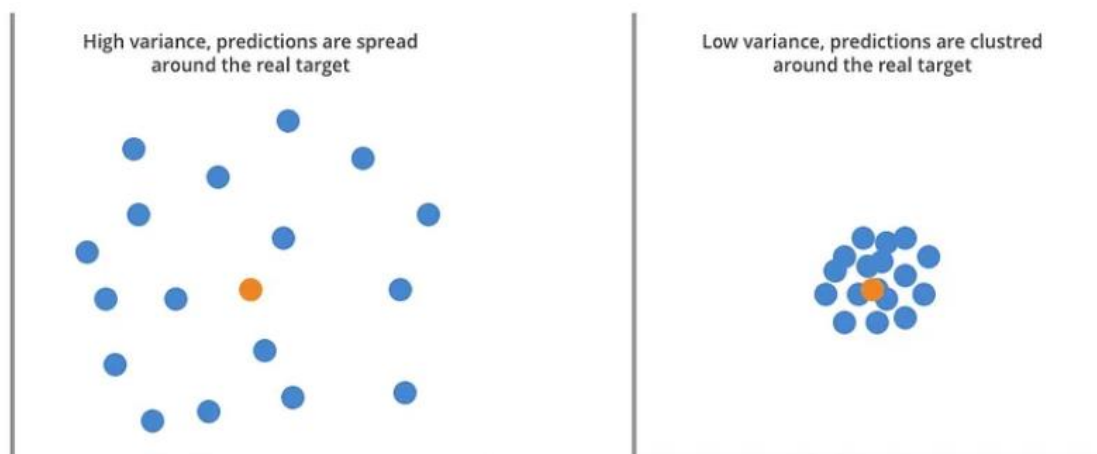 High variance, predictions are spread
around the real target
Low variance, predictions are clustred
around the real target